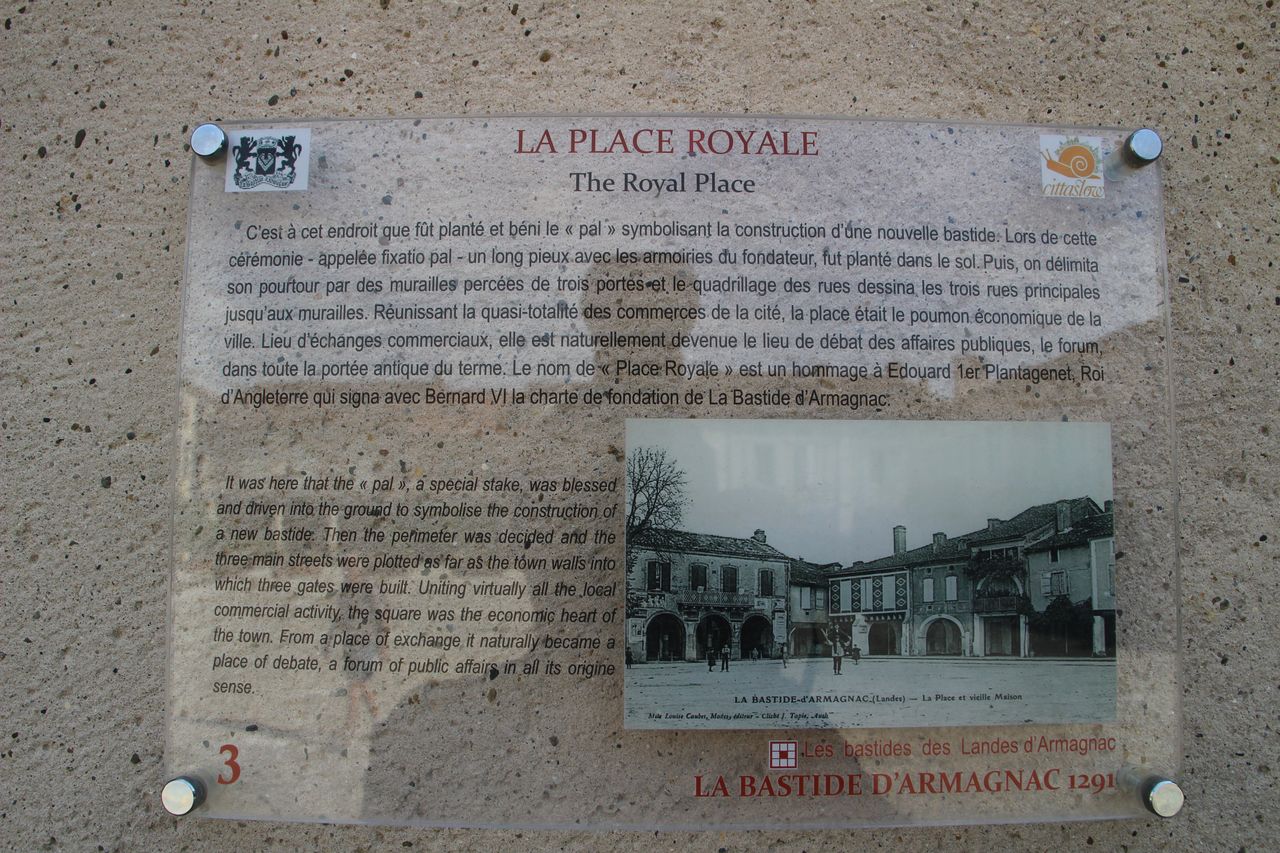 LA PLACE ROYALE
The Royal Place
cittaslow
C'est à cet endroit que fût planté et béni le « pal » symbolisant la construction d'une nouvelle bastide. Lors de cette
cérémonie - appelée fixatio pal - un long pieux avec les armoiries du fondateur, fut planté dans le sol. Puis, on délimita
son pourtour par des murailles percées de trois portes et le quadrillage des rues dessina les trois rues principales
jusqu'aux murailles. Réunissant la quasi-totalité des commerces de la cité, la place était le poumon économique de la
ville. Lieu d'échanges commerciaux, elle est naturellement devenue le lieu de débat des affaires publiques, le forum,
dans toute la portée antique du terme. Le nom de « Place Royale » est un hommage à Edouard 1er Plantagenet, Roi
d'Angleterre qui signa avec Bernard VI la charte de fondation de La Bastide d'Armagnac.
It was here that the « pal », a special stake, was blessed
and driven into the ground to symbolise the construction of
a new bastide. Then the perimeter was decided and the
three main streets were plotted as far as the town walls into
which three gates were built. Uniting virtually all the local
commercial activity, the square was the economic heart of
the town. From a place of exchange it naturally became a
place of debate, a forum of public affairs in all its origine
sense.
LA BASTIDE-d'ARMAGNAC (Landes) — La Place et vieille Maison
Mlle Louise Caubet, Modes, éditeur - Cliché J. Tapie, Auch
3
Les bastides des Landes d'Armagnac
LA BASTIDE D'ARMAGNAC 1291